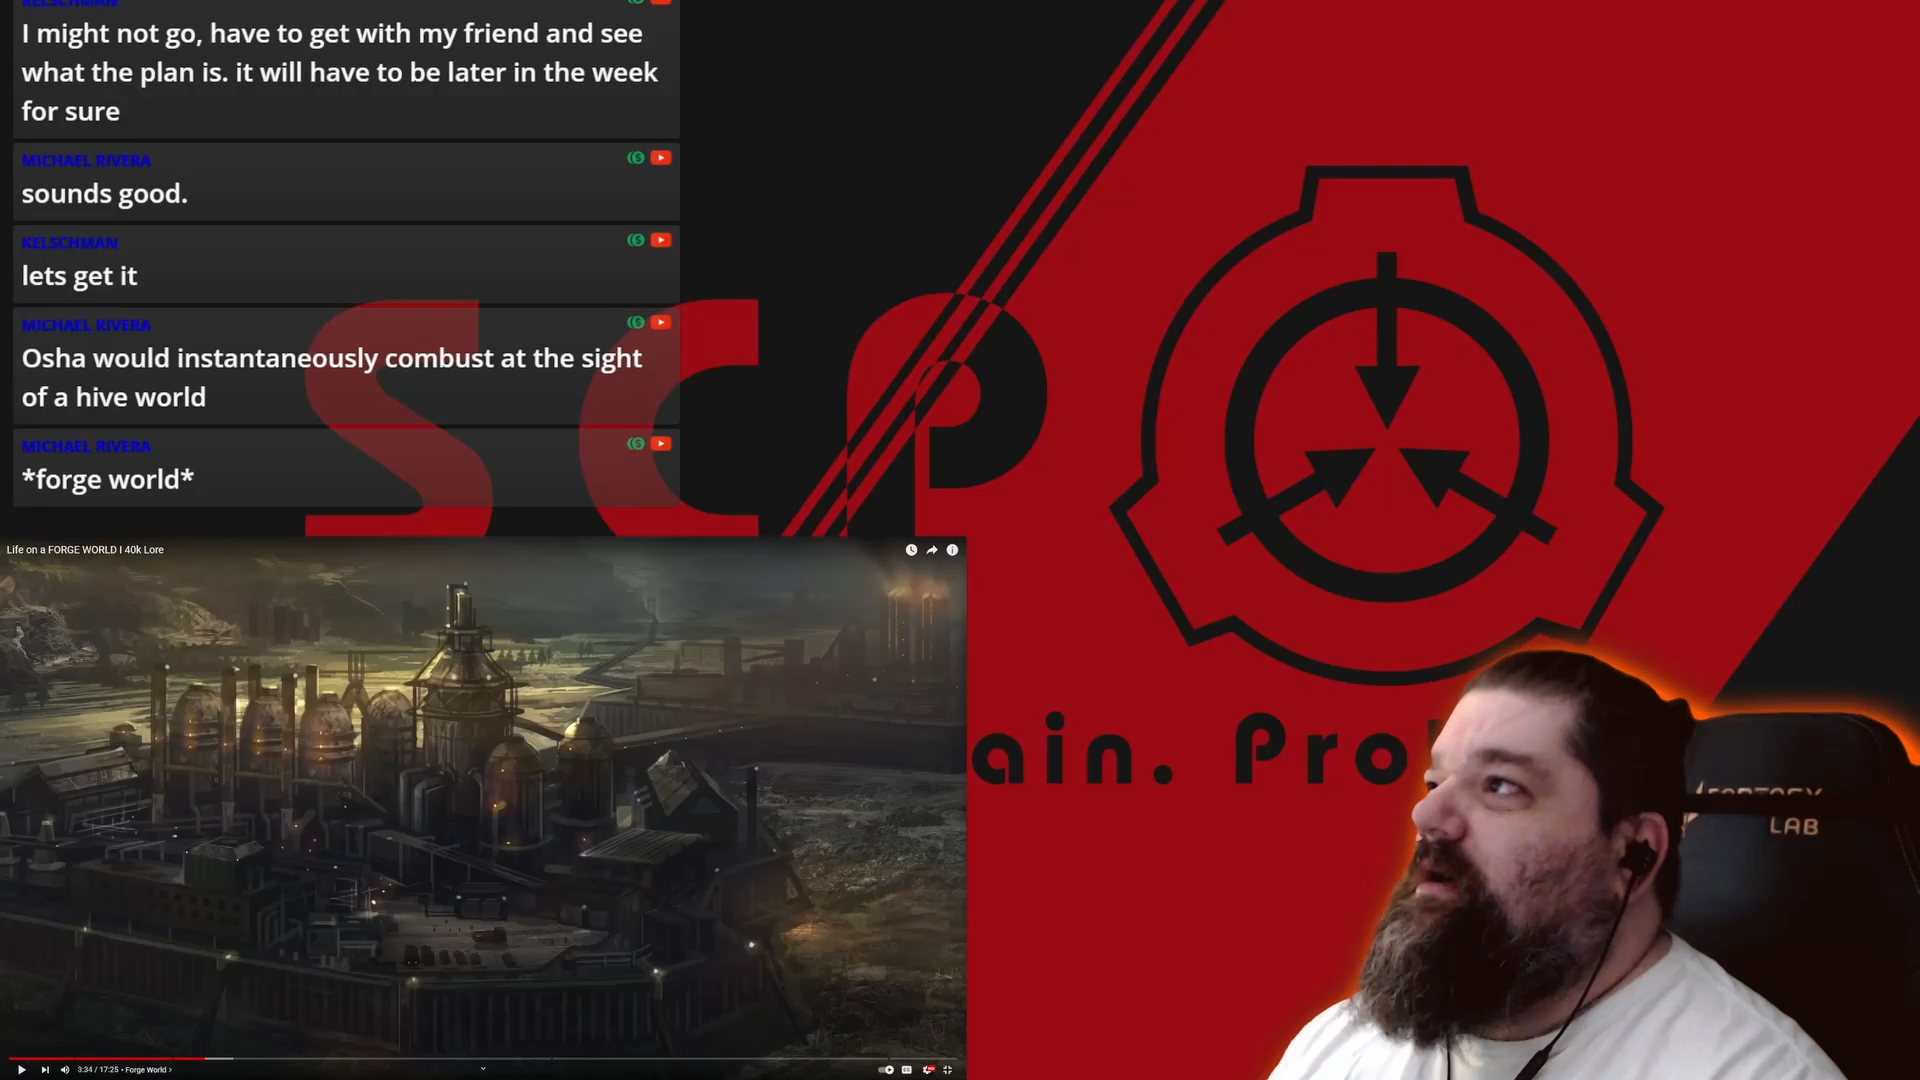 KELSCHMAN
I might not go, have to get with my friend and see
what the plan is. it will have to be later in the week
for sure
MICHAEL RIVERA
sounds good.
KELSCHMAN
lets get it
MICHAEL RIVERA
Osha would instantaneously combust at the sight
of a hive world
MICHAEL RIVERA
*forge world*
SCP
Life on a FORGE WORLD I 40k Lore
ain. Pro
LAB
3:34 / 17:25 • Forge World ›
CC